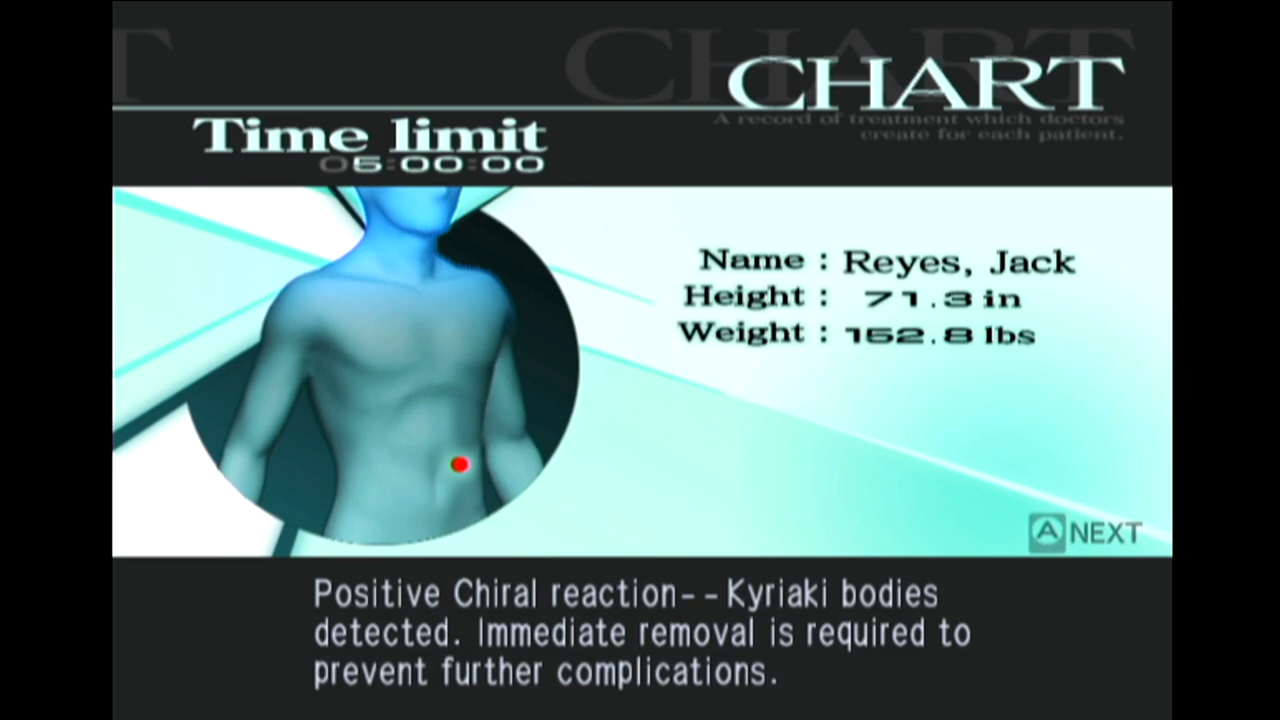 CHART
CHART
T
A record of treatment which doctors
create for each patient.
Time limit
05:00:00
Name : Reyes, Jack
Height : 71.3 in
Weight : 152.8 lbs
A NEXT
Positive Chiral reaction--Kyriaki bodies
detected. Immediate removal is required to
prevent further complications.